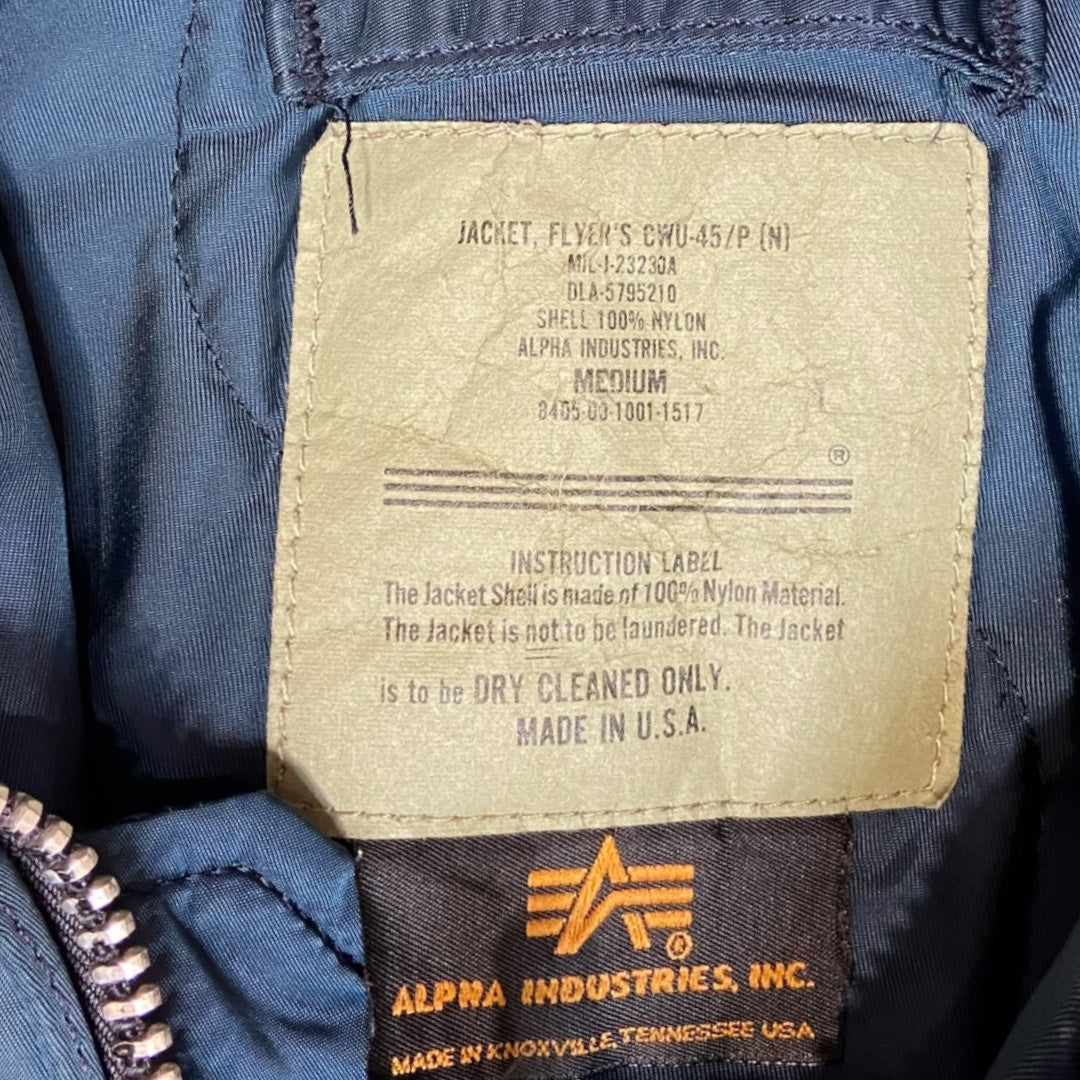 JACKET, FLYER'S CWU-45/P (N)
MIL-J-23230A
DLA-5795210
SHELL 100% NYLON
ALPHA INDUSTRIES, INC.
MEDIUM
8405-00-1001-1517
®
INSTRUCTION LABEL
The Jacket Shell is made of 100% Nylon Material.
The Jacket is not to be laundered. The Jacket
is to be DRY CLEANED ONLY.
MADE IN U.S.A.
®
ALPHA INDUSTRIES, INC.
MADE IN KNOXVILLE, TENNESSEE USA